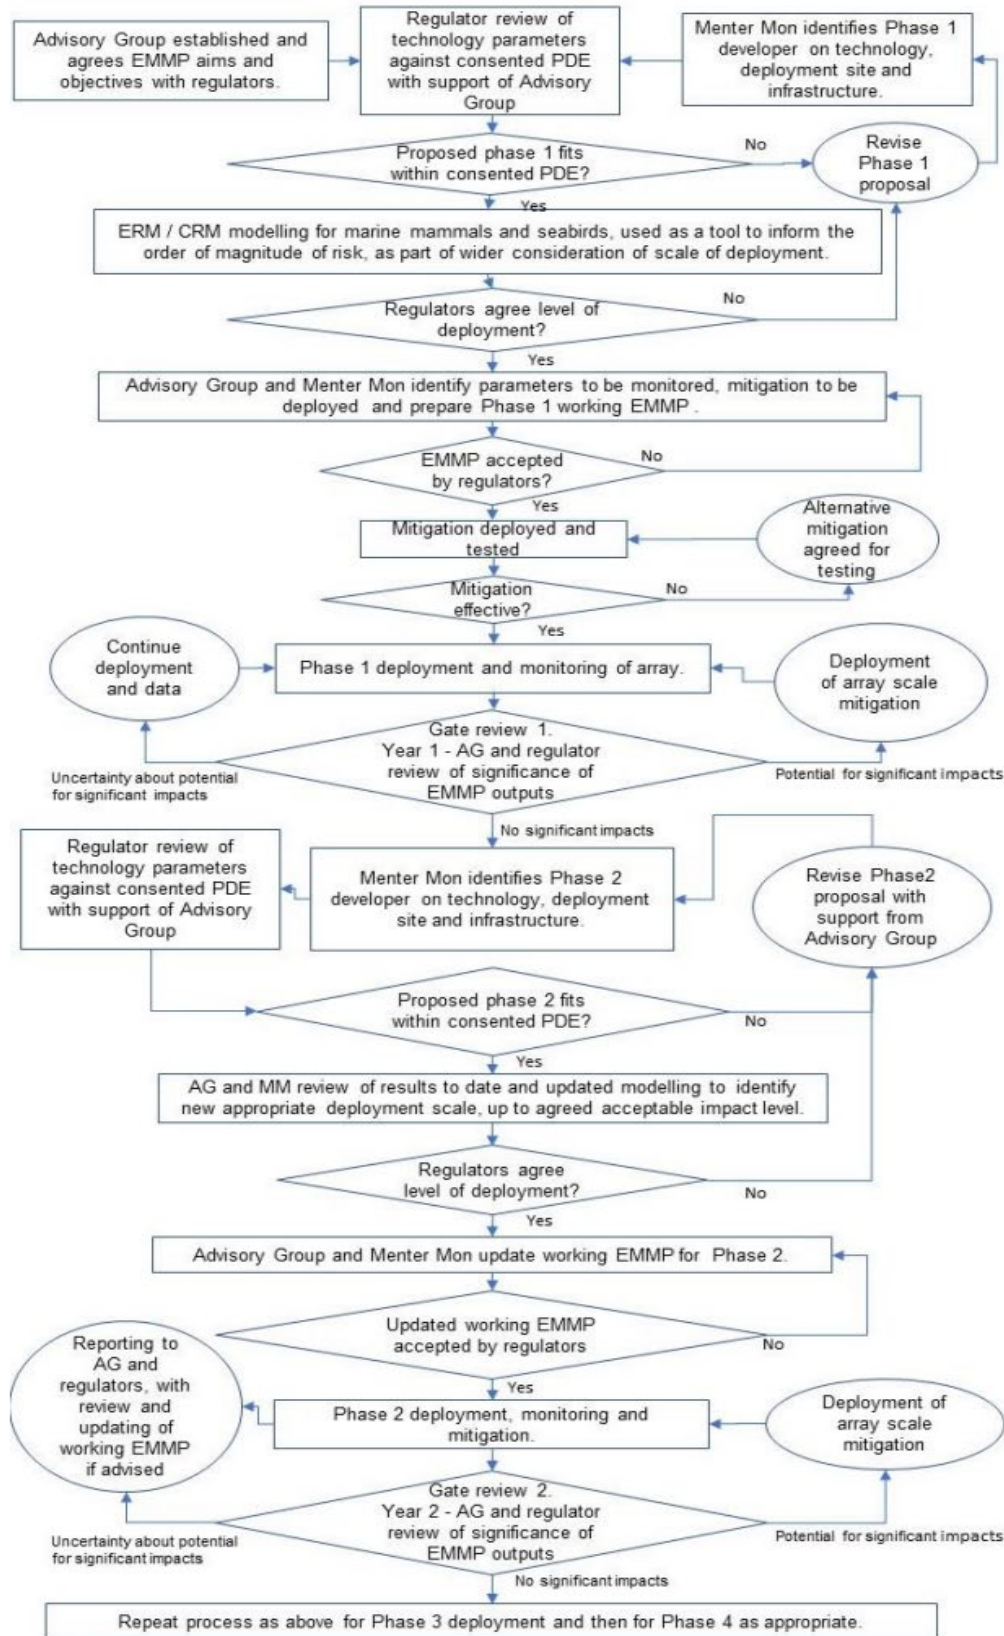 Advisory Group established and
agrees EMMP aims and
objectives with regulators.
Regulator review of
technology parameters
against consented PDE
with support of Advisory
Group
Menter Mon identifies Phase 1
developer on technology,
deployment site and
infrastructure.
Proposed phase 1 fits
within consented PDE?
No
Revise
Phase 1
proposal
Yes
ERM / CRM modelling for marine mammals and seabirds, used as a tool to inform the
order of magnitude of risk, as part of wider consideration of scale of deployment.
Regulators agree level of
deployment?
No
Yes
Advisory Group and Menter Mon identify parameters to be monitored, mitigation to be
deployed and prepare Phase 1 working EMMP .
EMMP accepted
by regulators?
No
Yes
Mitigation deployed and
tested
Alternative
mitigation
agreed for
testing
Mitigation
effective?
No
Yes
Continue
deployment
and data
Phase 1 deployment and monitoring of array.
Deployment
of array scale
mitigation
Gate review 1.
Year 1 - AG and regulator
review of significance of
EMMP outputs
Uncertainty about potential
for significant impacts
Potential for significant impacts
No significant impacts
Regulator review of
technology parameters
against consented PDE
with support of Advisory
Group
Menter Mon identifies Phase 2
developer on technology, deployment
site and infrastructure.
Revise Phase2
proposal with
support from
Advisory Group
Proposed phase 2 fits
within consented PDE?
No
Yes
AG and MM review of results to date and updated modelling to identify
new appropriate deployment scale, up to agreed acceptable impact level.
Regulators agree
level of deployment?
No
Yes
Advisory Group and Menter Mon update working EMMP for Phase 2.
Updated working EMMP
accepted by regulators
No
Yes
Reporting to
AG and
regulators, with
review and
updating of
working EMMP
if advised
Phase 2 deployment, monitoring and
mitigation.
Deployment of
array scale
mitigation
Gate review 2.
Year 2 - AG and regulator
review of significance of
EMMP outputs
Uncertainty about potential
for significant impacts
Potential for significant impacts
No significant impacts
Repeat process as above for Phase 3 deployment and then for Phase 4 as appropriate.